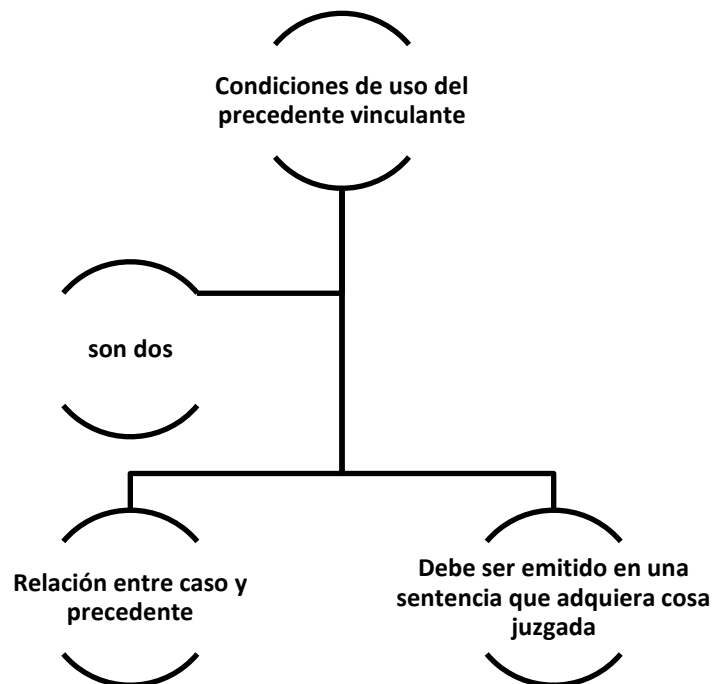 Condiciones de uso del
precedente vinculante
son dos
Relación entre caso y
precedente
Debe ser emitido en una
sentencia que adquiera cosa
juzgada